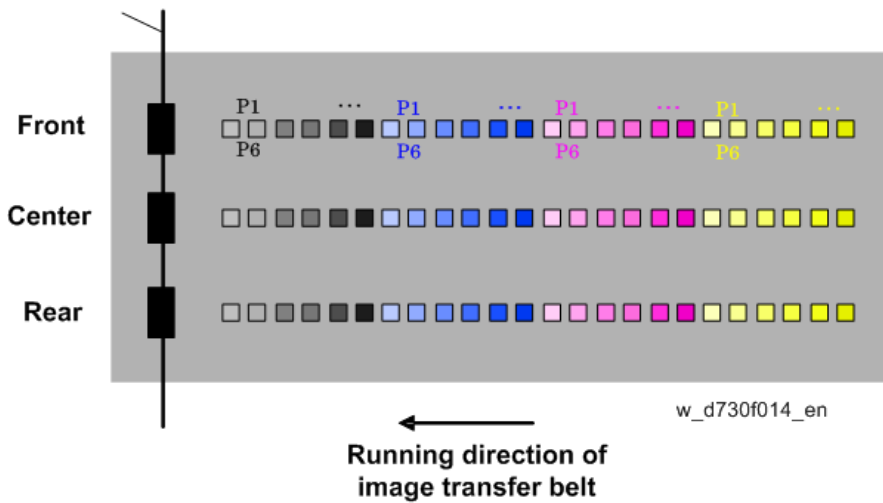 P1 ... P1 ... P1 ... P1 ...
Front
P6 P6 P6 P6
Center
Rear
w_d730f014_en
Running direction of
image transfer belt